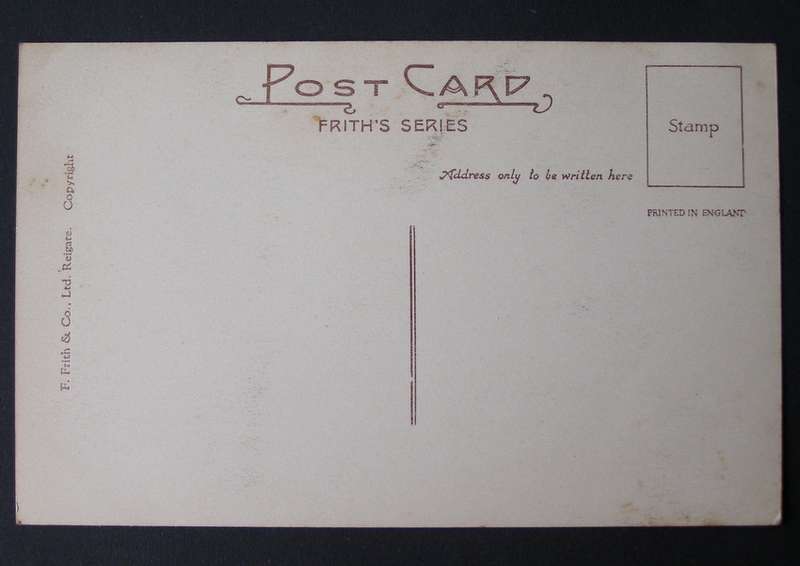 POST CARD
FRITH'S SERIES
Stamp
Address only to be written here
PRINTED IN ENGLAND
F. Frith & Co., Ltd. Reigate. Copyright